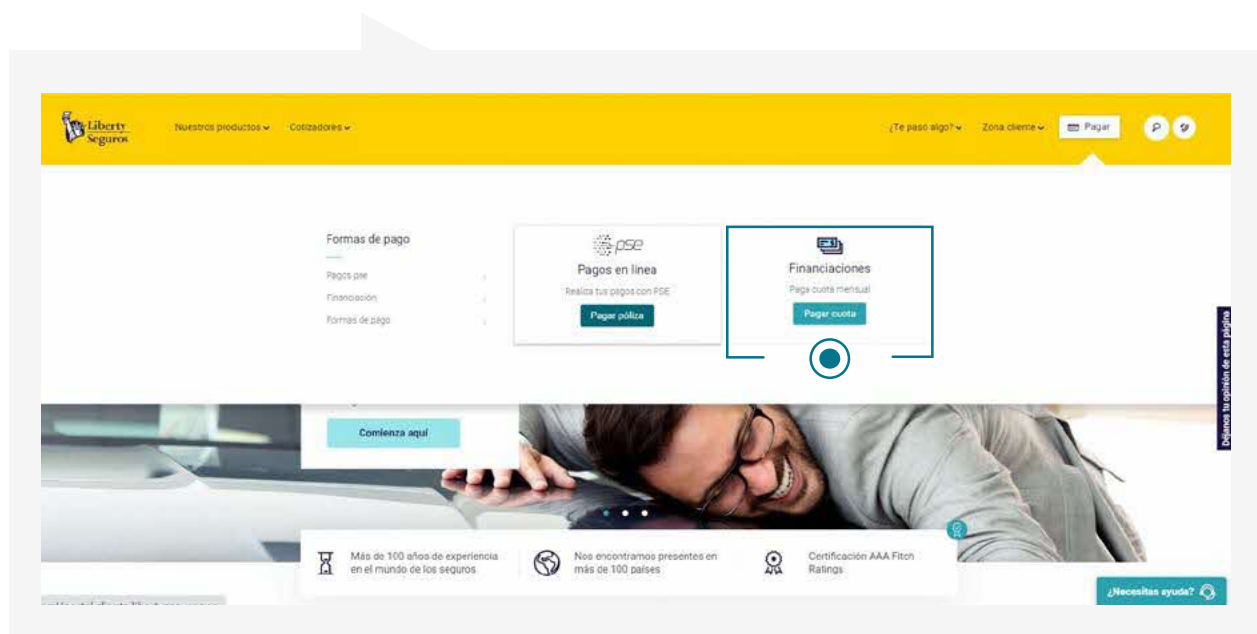 Liberty
Seguros
Nuestros productos
Cotizadores
¿Te paso algo?
Zona cliente
Pagar
Formas de pago
Pagos pse
Financiación
Formas de pago
pse
Pagos en línea
Realiza tus pagos con PSE
Pagar póliza
Financiaciones
Paga cuota mensual
Pagar cuota
Déjanos tu opinión de esta página
Comienza aquí
Más de 100 años de experiencia
en el mundo de los seguros
Nos encontramos presentes en
más de 100 países
Certificación AAA Fitch
Ratings
¿Necesitas ayuda?